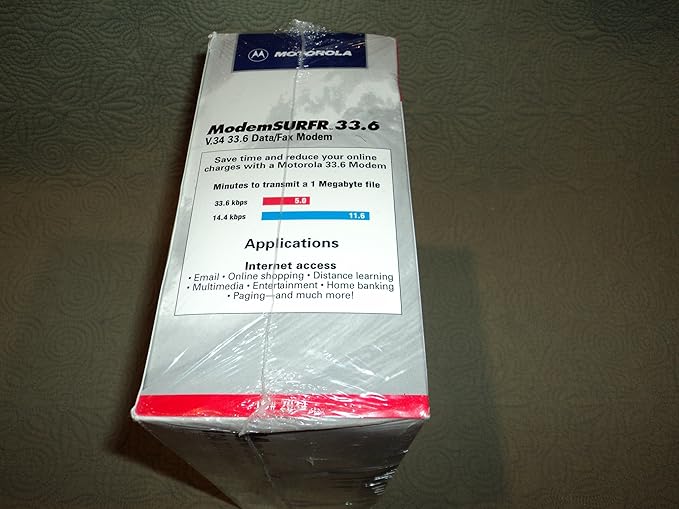 MOTOROLA
ModemSURFR™ 33.6
V.34 33.6 Data/Fax Modem
Save time and reduce your online
charges with a Motorola 33.6 Modem
Minutes to transmit a 1 Megabyte file
33.6 kbps 5.0
14.4 kbps 11.6
Applications
Internet access
• Email • Online shopping • Distance learning
• Multimedia • Entertainment • Home banking
• Paging—and much more!